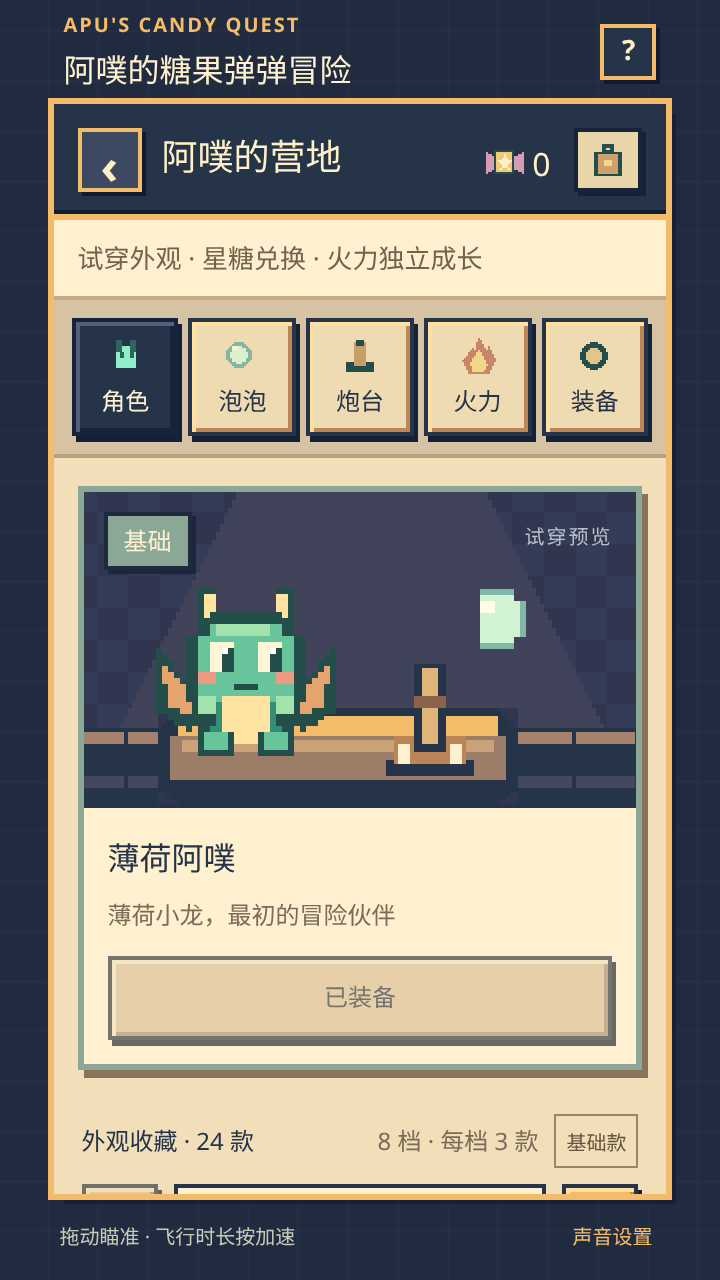 APU'S CANDY QUEST
阿噗的糖果弹弹冒险
?
‹ 阿噗的营地 0
试穿外观 · 星糖兑换 · 火力独立成长
角色 泡泡 炮台 火力 装备
基础 试穿预览
薄荷阿噗
薄荷小龙，最初的冒险伙伴
已装备
外观收藏 · 24 款 8 档 · 每档 3 款 基础款
拖动瞄准 · 飞行时长按加速 声音设置